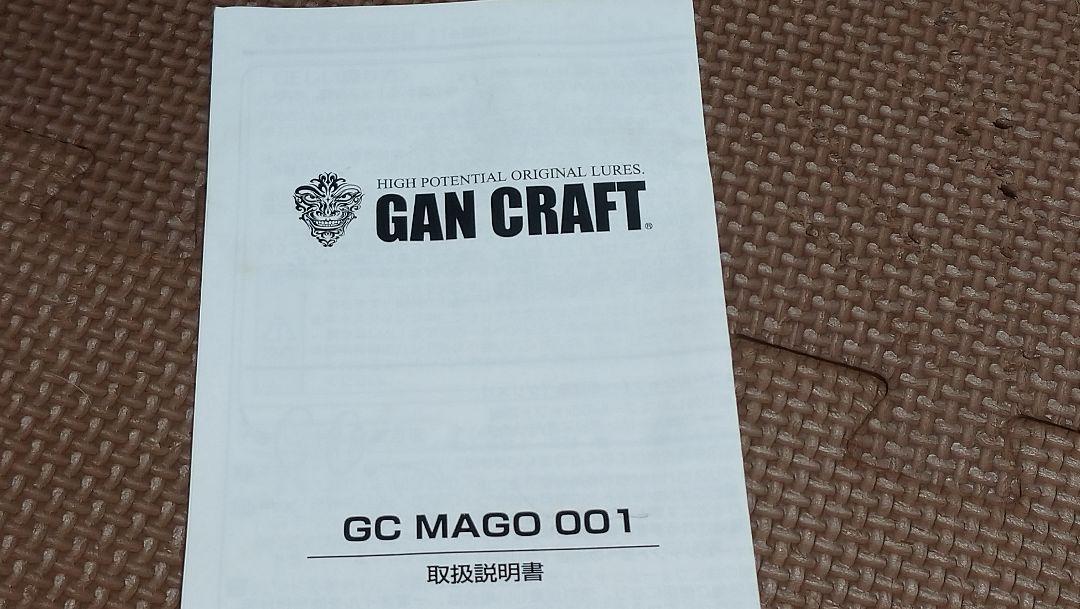 HIGH POTENTIAL ORIGINAL LURES.
GAN CRAFT®
GC MAGO 001
取扱説明書